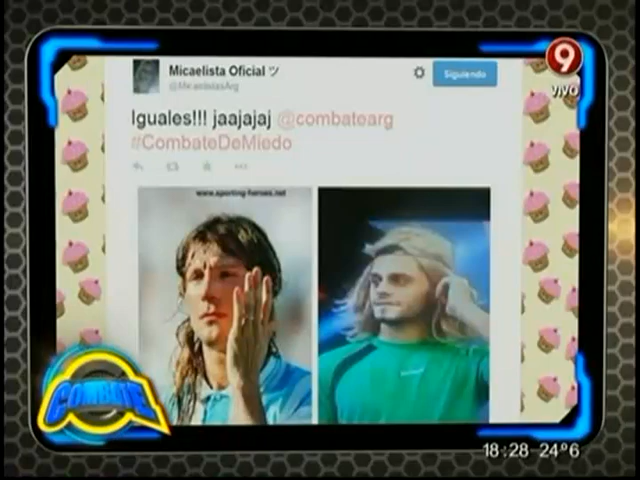 9
VIVO
Micaelista Oficial ツ
@MicaelistasArg
Siguiendo
Iguales!!! jaajajaj @combatearg
#CombateDeMiedo
www.sporting-heroes.net
COMBATE
18:28 24°6